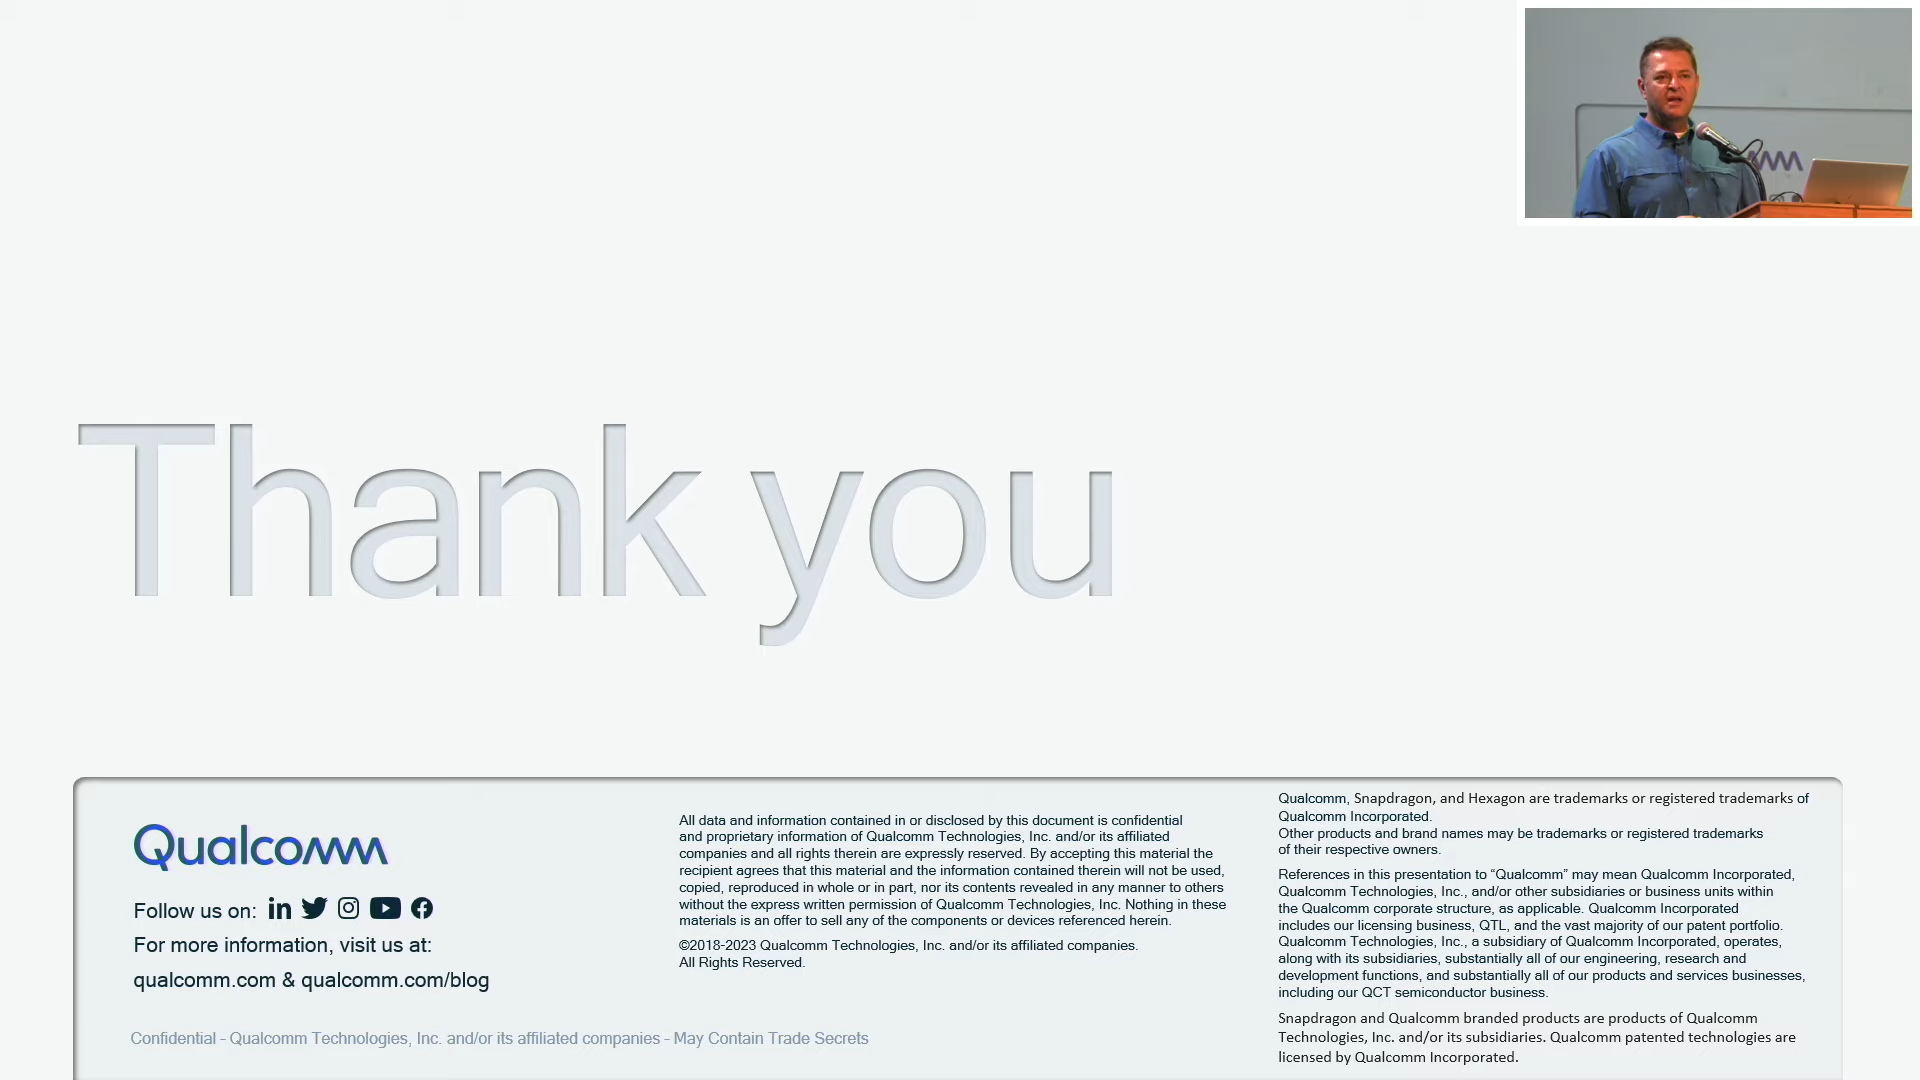 Thank you
Qualcomm
Follow us on:
For more information, visit us at:
qualcomm.com & qualcomm.com/blog
Confidential - Qualcomm Technologies, Inc. and/or its affiliated companies - May Contain Trade Secrets
All data and information contained in or disclosed by this document is confidential
and proprietary information of Qualcomm Technologies, Inc. and/or its affiliated
companies and all rights therein are expressly reserved. By accepting this material the
recipient agrees that this material and the information contained therein will not be used,
copied, reproduced in whole or in part, nor its contents revealed in any manner to others
without the express written permission of Qualcomm Technologies, Inc. Nothing in these
materials is an offer to sell any of the components or devices referenced herein.
©2018-2023 Qualcomm Technologies, Inc. and/or its affiliated companies.
All Rights Reserved.
Qualcomm, Snapdragon, and Hexagon are trademarks or registered trademarks of
Qualcomm Incorporated.
Other products and brand names may be trademarks or registered trademarks
of their respective owners.
References in this presentation to “Qualcomm” may mean Qualcomm Incorporated,
Qualcomm Technologies, Inc., and/or other subsidiaries or business units within
the Qualcomm corporate structure, as applicable. Qualcomm Incorporated
includes our licensing business, QTL, and the vast majority of our patent portfolio.
Qualcomm Technologies, Inc., a subsidiary of Qualcomm Incorporated, operates,
along with its subsidiaries, substantially all of our engineering, research and
development functions, and substantially all of our products and services businesses,
including our QCT semiconductor business.
Snapdragon and Qualcomm branded products are products of Qualcomm
Technologies, Inc. and/or its subsidiaries. Qualcomm patented technologies are
licensed by Qualcomm Incorporated.